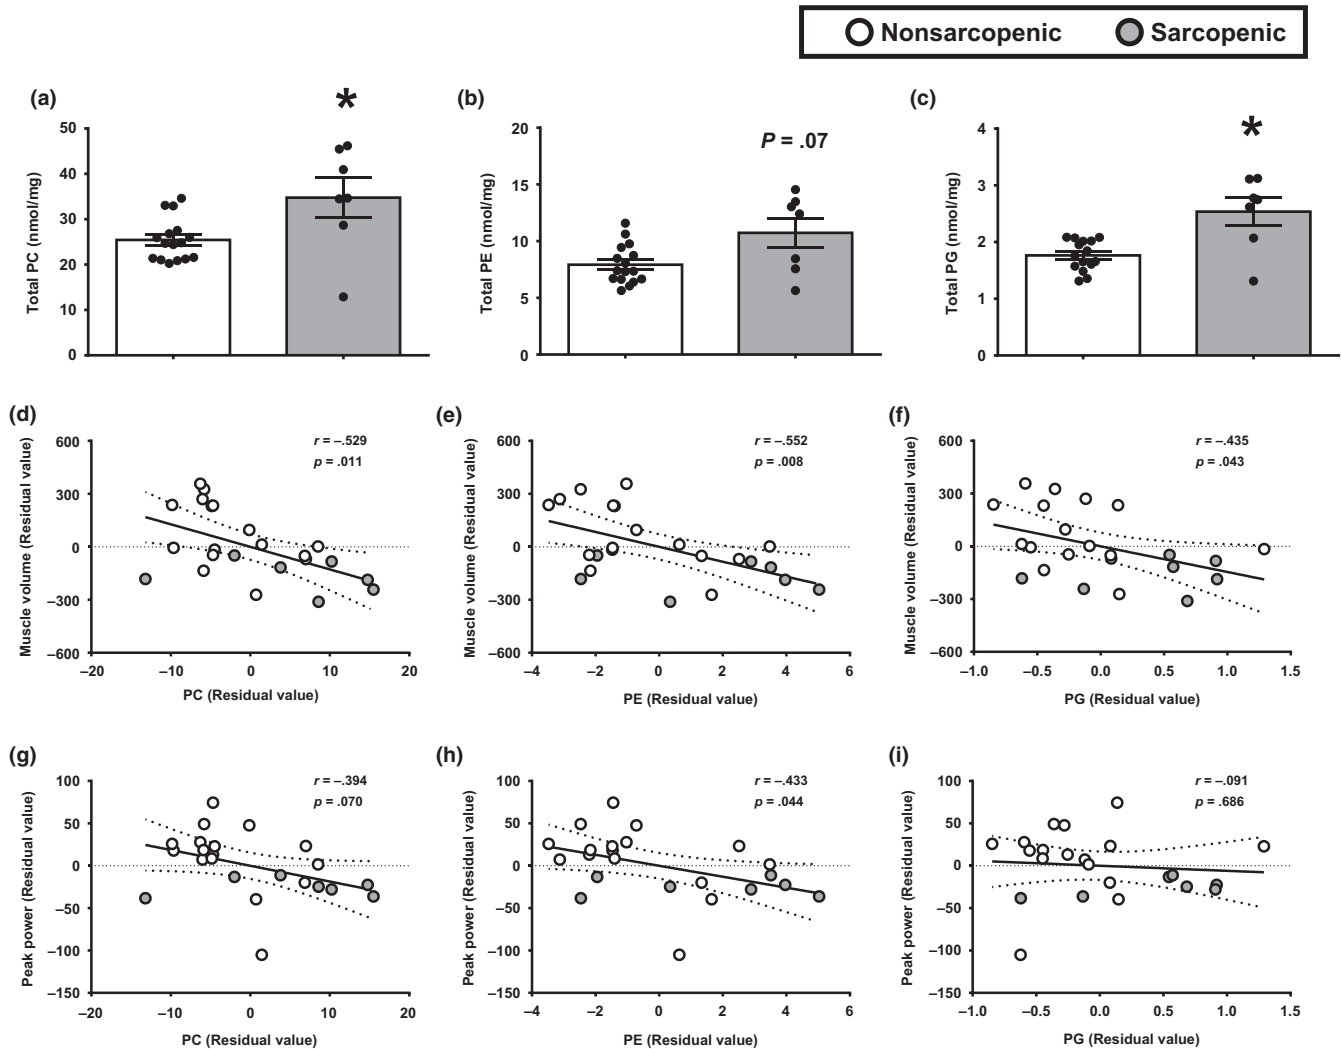 Nonsarcopenic Sarcopenic
(a)
*
Total PC (nmol/mg)
50
40
30
20
10
0
(b)
P = .07
Total PE (nmol/mg)
20
15
10
5
0
(c)
*
Total PG (nmol/mg)
4
3
2
1
0
(d)
r = –.529
p = .011
Muscle volume (Residual value)
600
300
0
–300
–600
–20 –10 0 10 20
PC (Residual value)
(e)
r = –.552
p = .008
Muscle volume (Residual value)
600
300
0
–300
–600
–4 –2 0 2 4 6
PE (Residual value)
(f)
r = –.435
p = .043
Muscle volume (Residual value)
600
300
0
–300
–600
–1.0 –0.5 0.0 0.5 1.0 1.5
PG (Residual value)
(g)
r = –.394
p = .070
Peak power (Residual value)
100
50
0
–50
–100
–150
–20 –10 0 10 20
PC (Residual value)
(h)
r = –.433
p = .044
Peak power (Residual value)
100
50
0
–50
–100
–150
–4 –2 0 2 4 6
PE (Residual value)
(i)
r = –.091
p = .686
Peak power (Residual value)
100
50
0
–50
–100
–150
–1.0 –0.5 0.0 0.5 1.0 1.5
PG (Residual value)